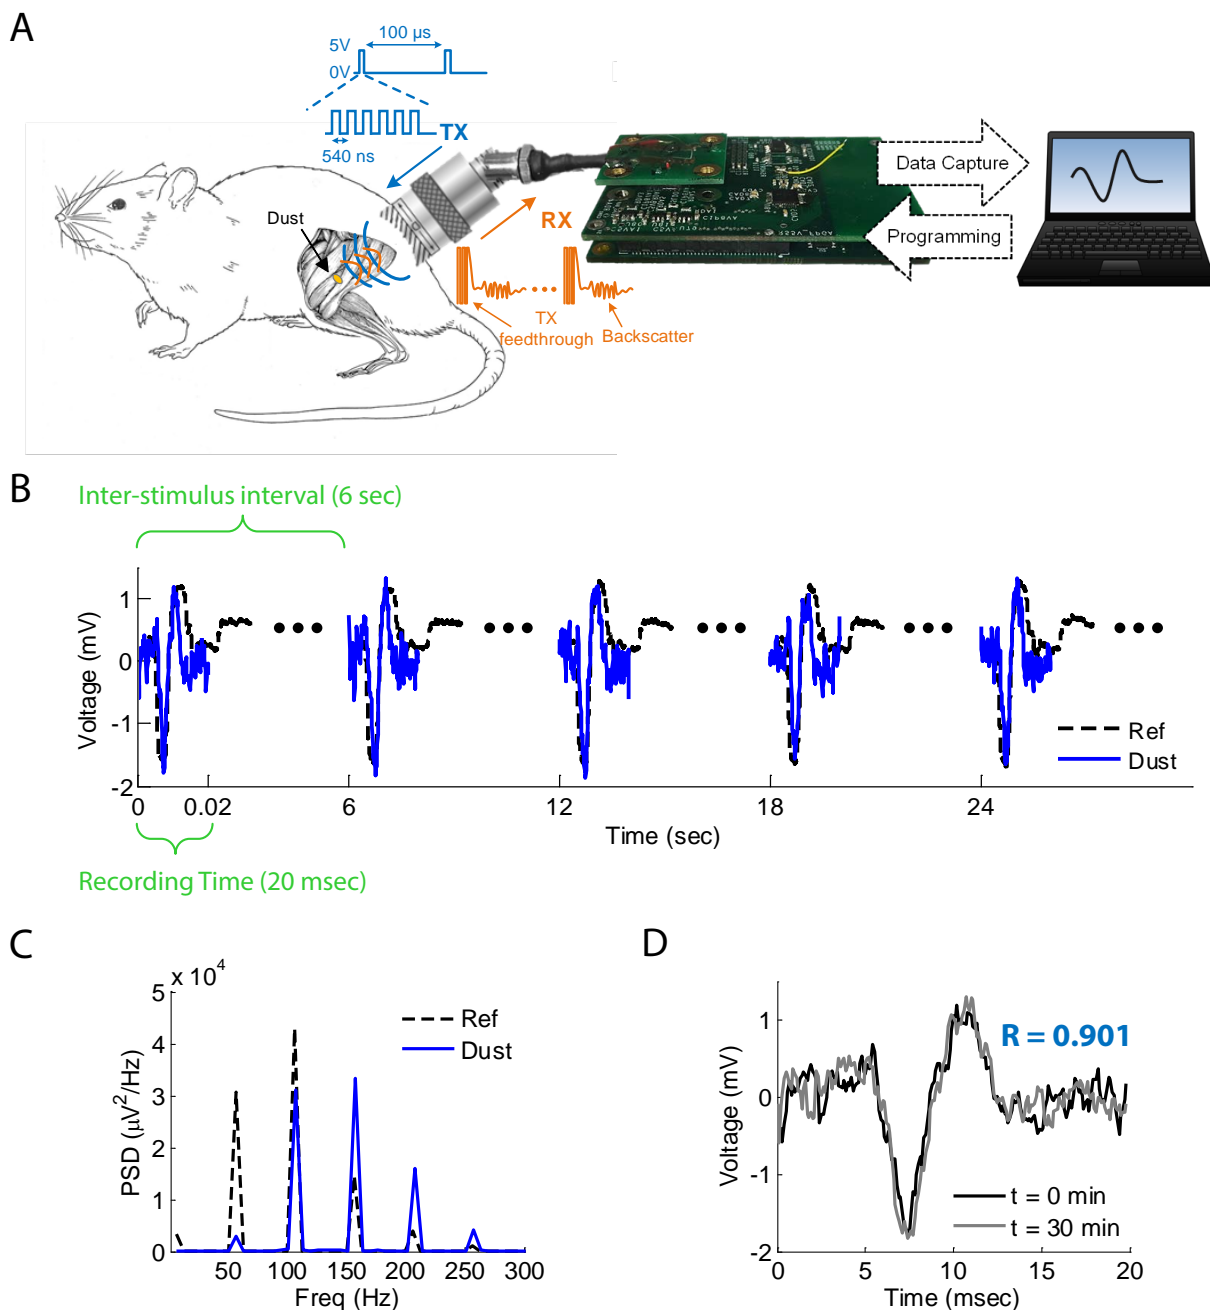 A
100 µs
5V
0V
TX
540 ns
Dust
RX
TX
feedthrough
Backscatter
Data Capture
Programming
B
Inter-stimulus interval (6 sec)
Voltage (mV)
1
0
-1
-2
Ref
Dust
0 0.02 6 12 18 24
Time (sec)
Recording Time (20 msec)
C
x 10^4
PSD (µV²/Hz)
5
4
3
2
1
0
Ref
Dust
50 100 150 200 250 300
Freq (Hz)
D
Voltage (mV)
1
0
-1
-2
R = 0.901
t = 0 min
t = 30 min
0 5 10 15 20
Time (msec)